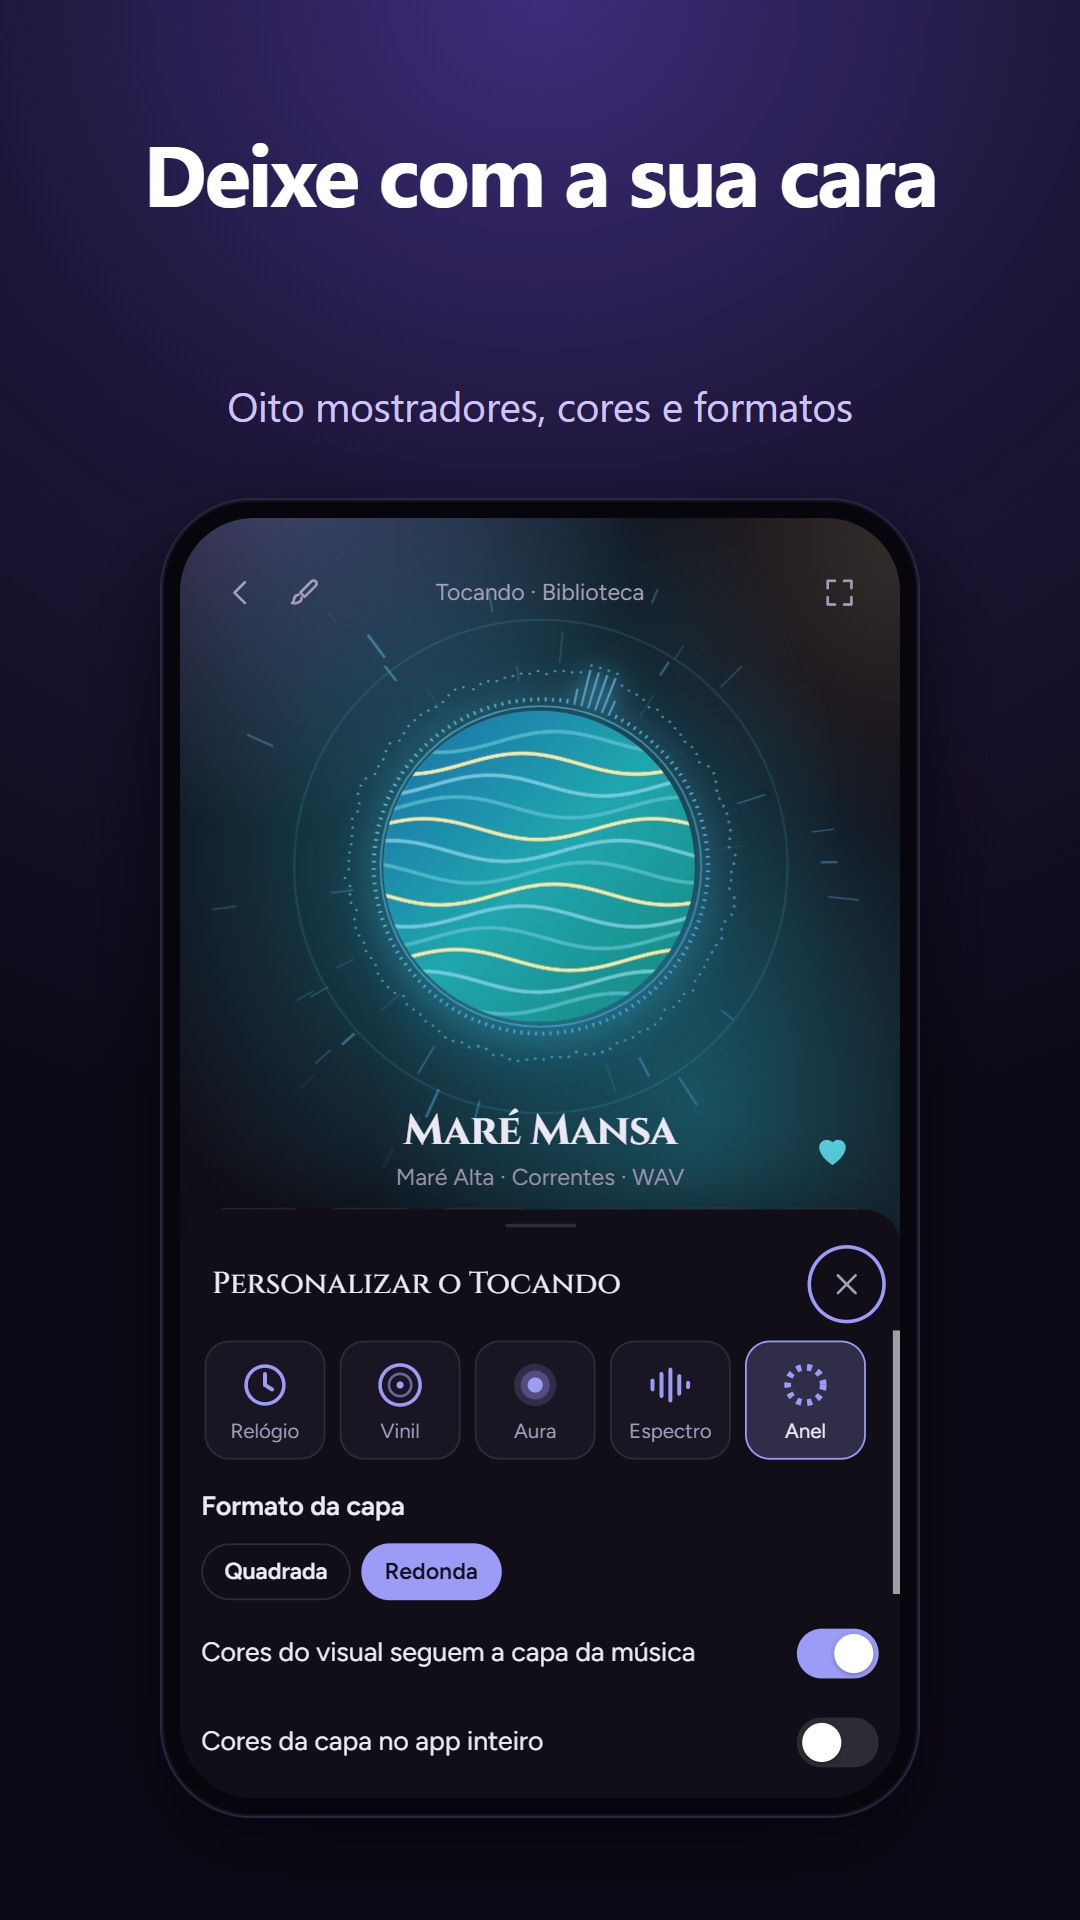 Deixe com a sua cara
Oito mostradores, cores e formatos
Tocando · Biblioteca
Maré Mansa
Maré Alta · Correntes · WAV
Personalizar o Tocando
Relógio
Vinil
Aura
Espectro
Anel
Formato da capa
Quadrada
Redonda
Cores do visual seguem a capa da música
Cores da capa no app inteiro